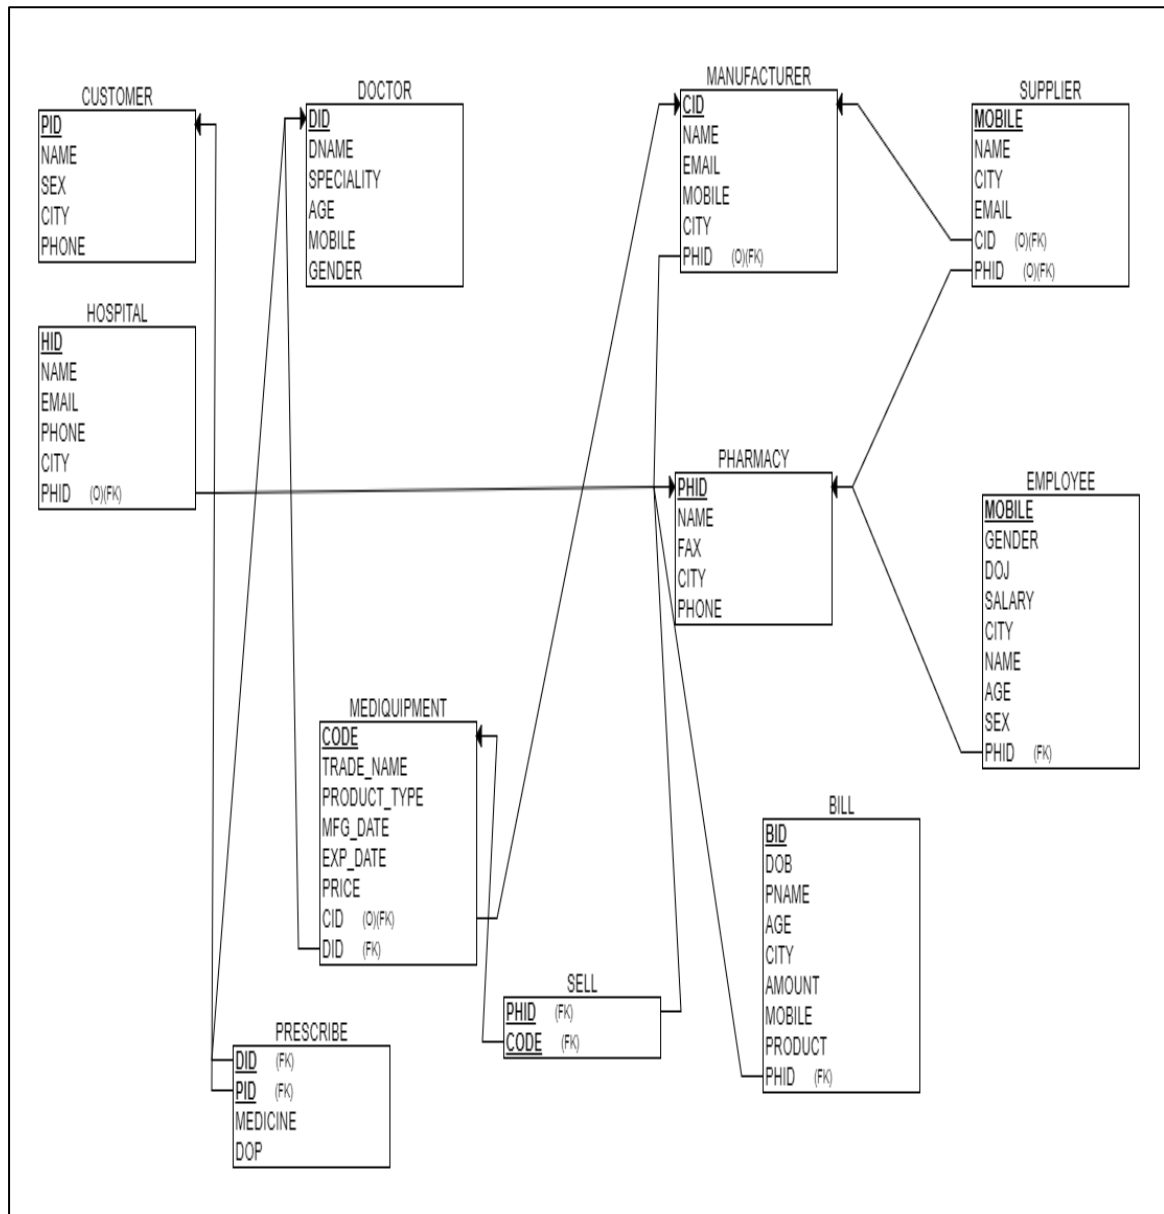 CUSTOMER
PID
NAME
SEX
CITY
PHONE
DOCTOR
DID
DNAME
SPECIALITY
AGE
MOBILE
GENDER
MANUFACTURER
CID
NAME
EMAIL
MOBILE
CITY
PHID (O)(FK)
SUPPLIER
MOBILE
NAME
CITY
EMAIL
CID (O)(FK)
PHID (O)(FK)
HOSPITAL
HID
NAME
EMAIL
PHONE
CITY
PHID (O)(FK)
PHARMACY
PHID
NAME
FAX
CITY
PHONE
EMPLOYEE
MOBILE
GENDER
DOJ
SALARY
CITY
NAME
AGE
SEX
PHID (FK)
MEDIQUIPMENT
CODE
TRADE_NAME
PRODUCT_TYPE
MFG_DATE
EXP_DATE
PRICE
CID (O)(FK)
DID (FK)
BILL
BID
DOB
PNAME
AGE
CITY
AMOUNT
MOBILE
PRODUCT
PHID (FK)
SELL
PHID (FK)
CODE (FK)
PRESCRIBE
DID (FK)
PID (FK)
MEDICINE
DOP